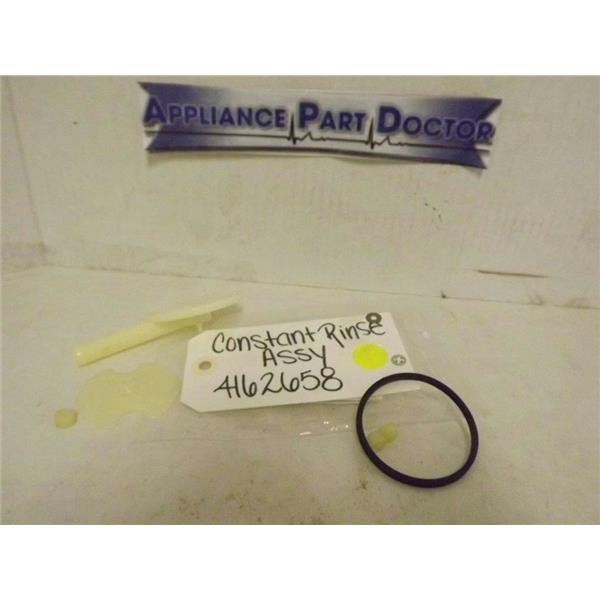 APPLIANCE PART DOCTOR
Constant Rinse
Assy
4162658